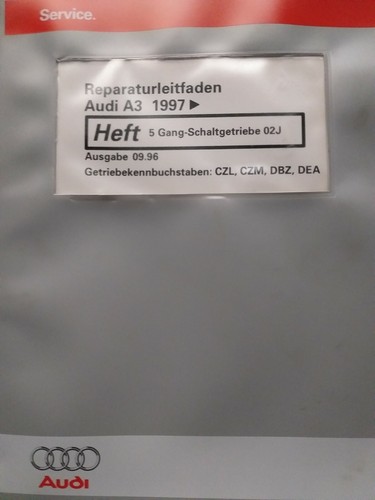 Service.
Reparaturleitfaden
Audi A3 1997 ►
Heft 5 Gang-Schaltgetriebe 02J
Ausgabe 09.96
Getriebekennbuchstaben: CZL, CZM, DBZ, DEA
Audi